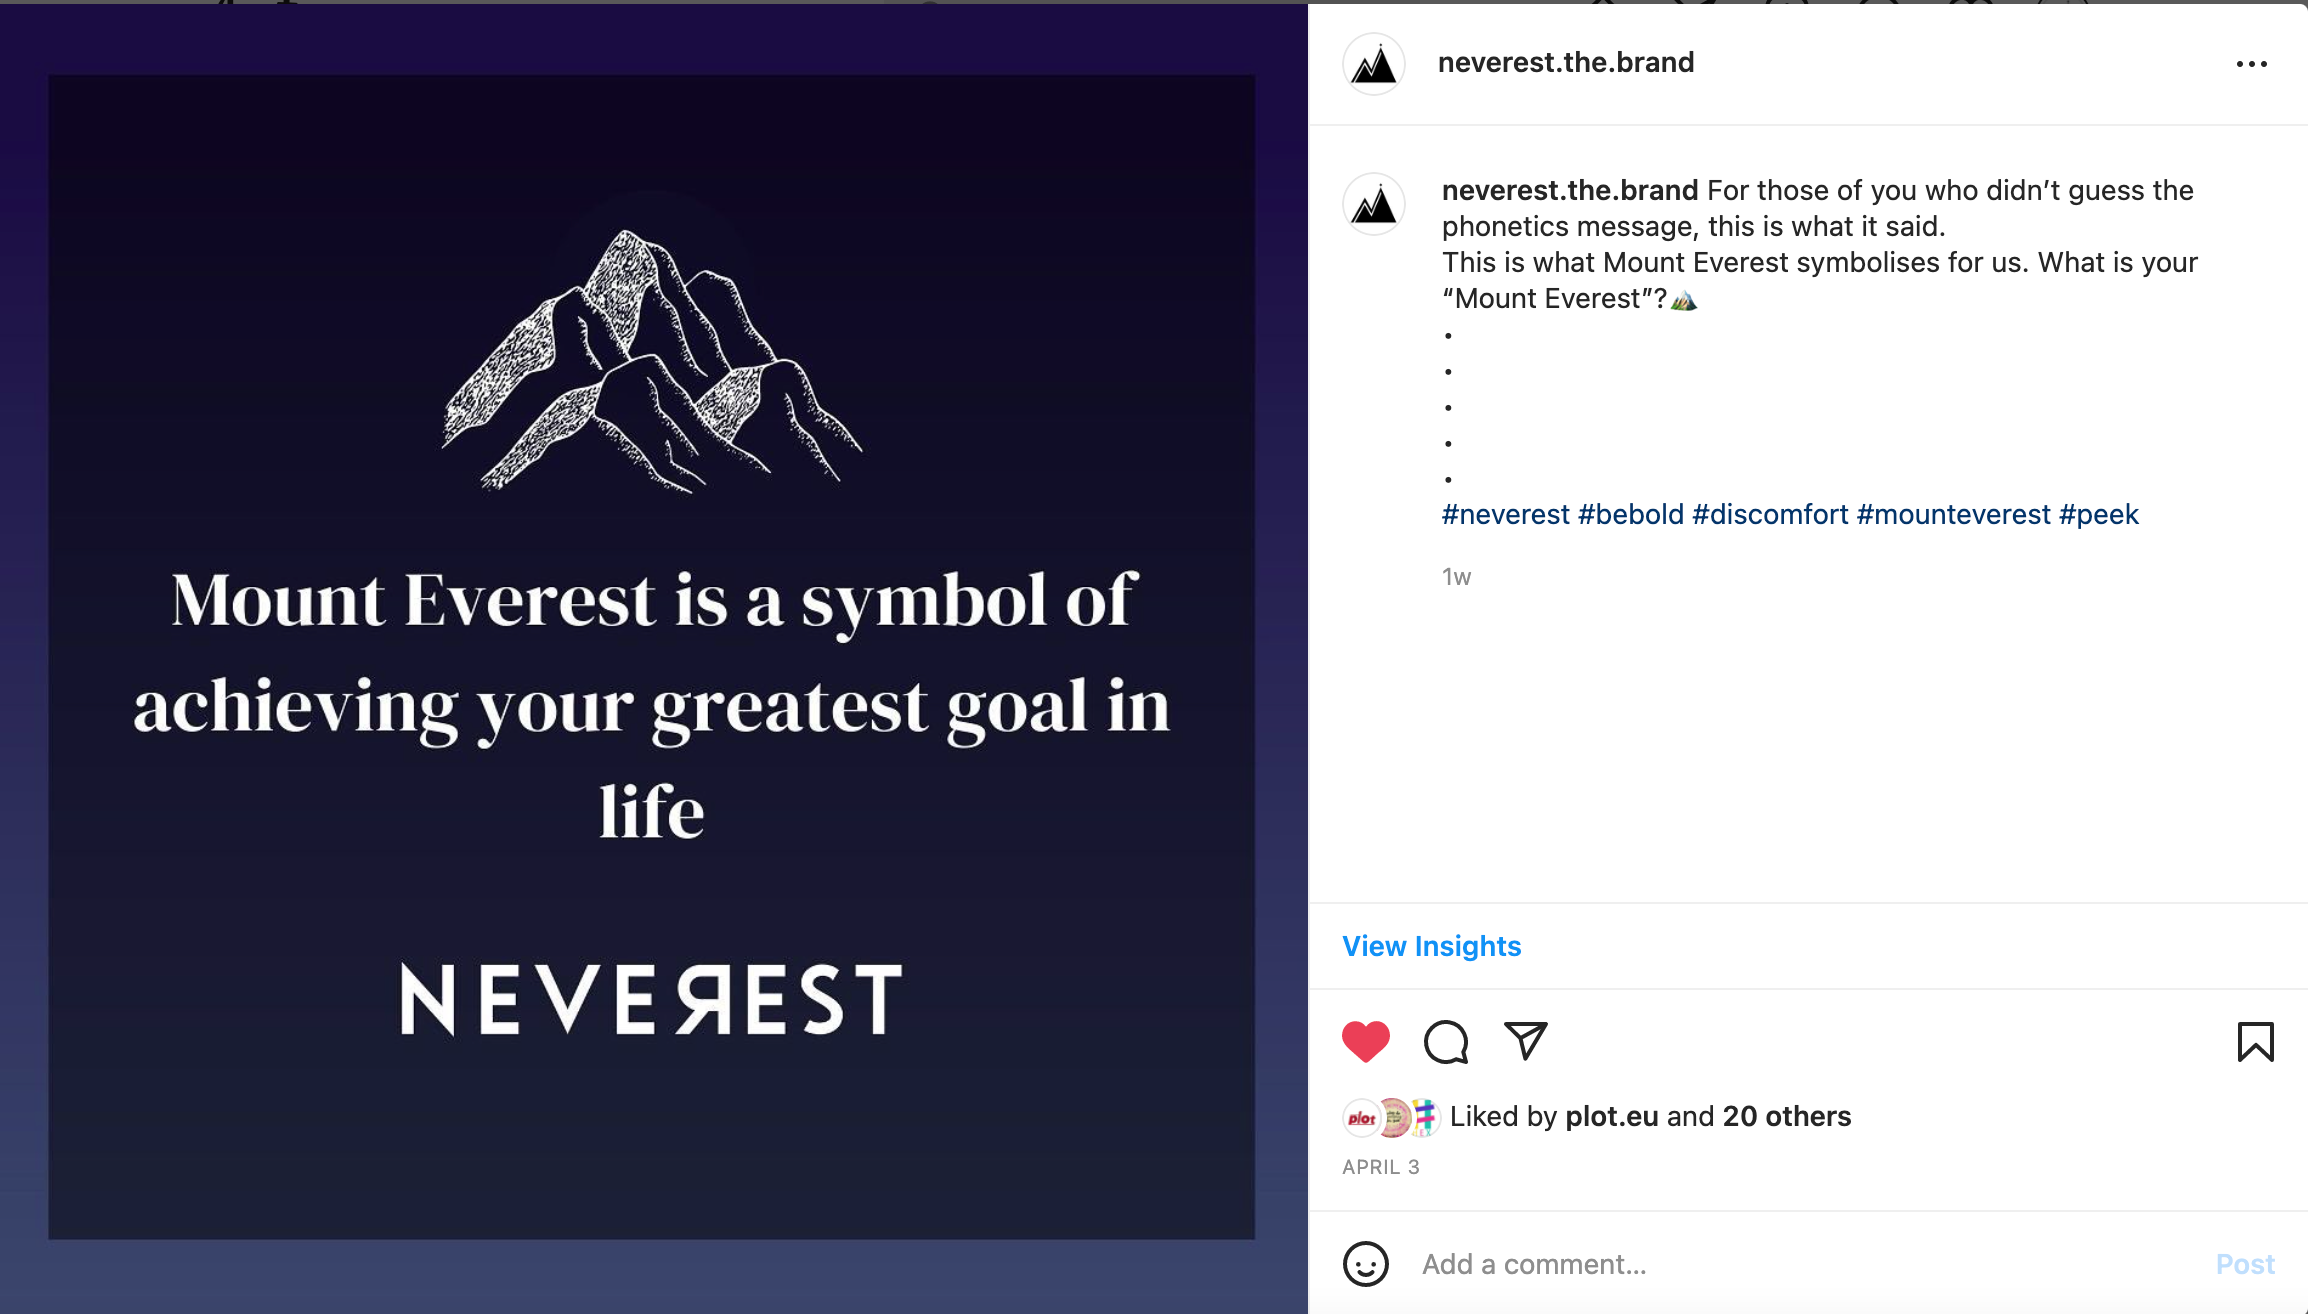 Mount Everest is a symbol of
achieving your greatest goal in
life
NEVEЯEST
neverest.the.brand
neverest.the.brand For those of you who didn’t guess the
phonetics message, this is what it said.
This is what Mount Everest symbolises for us. What is your
“Mount Everest”?🏔️
.
.
.
.
.
#neverest #bebold #discomfort #mounteverest #peek
1w
View Insights
plot
Liked by plot.eu and 20 others
APRIL 3
Add a comment...
Post